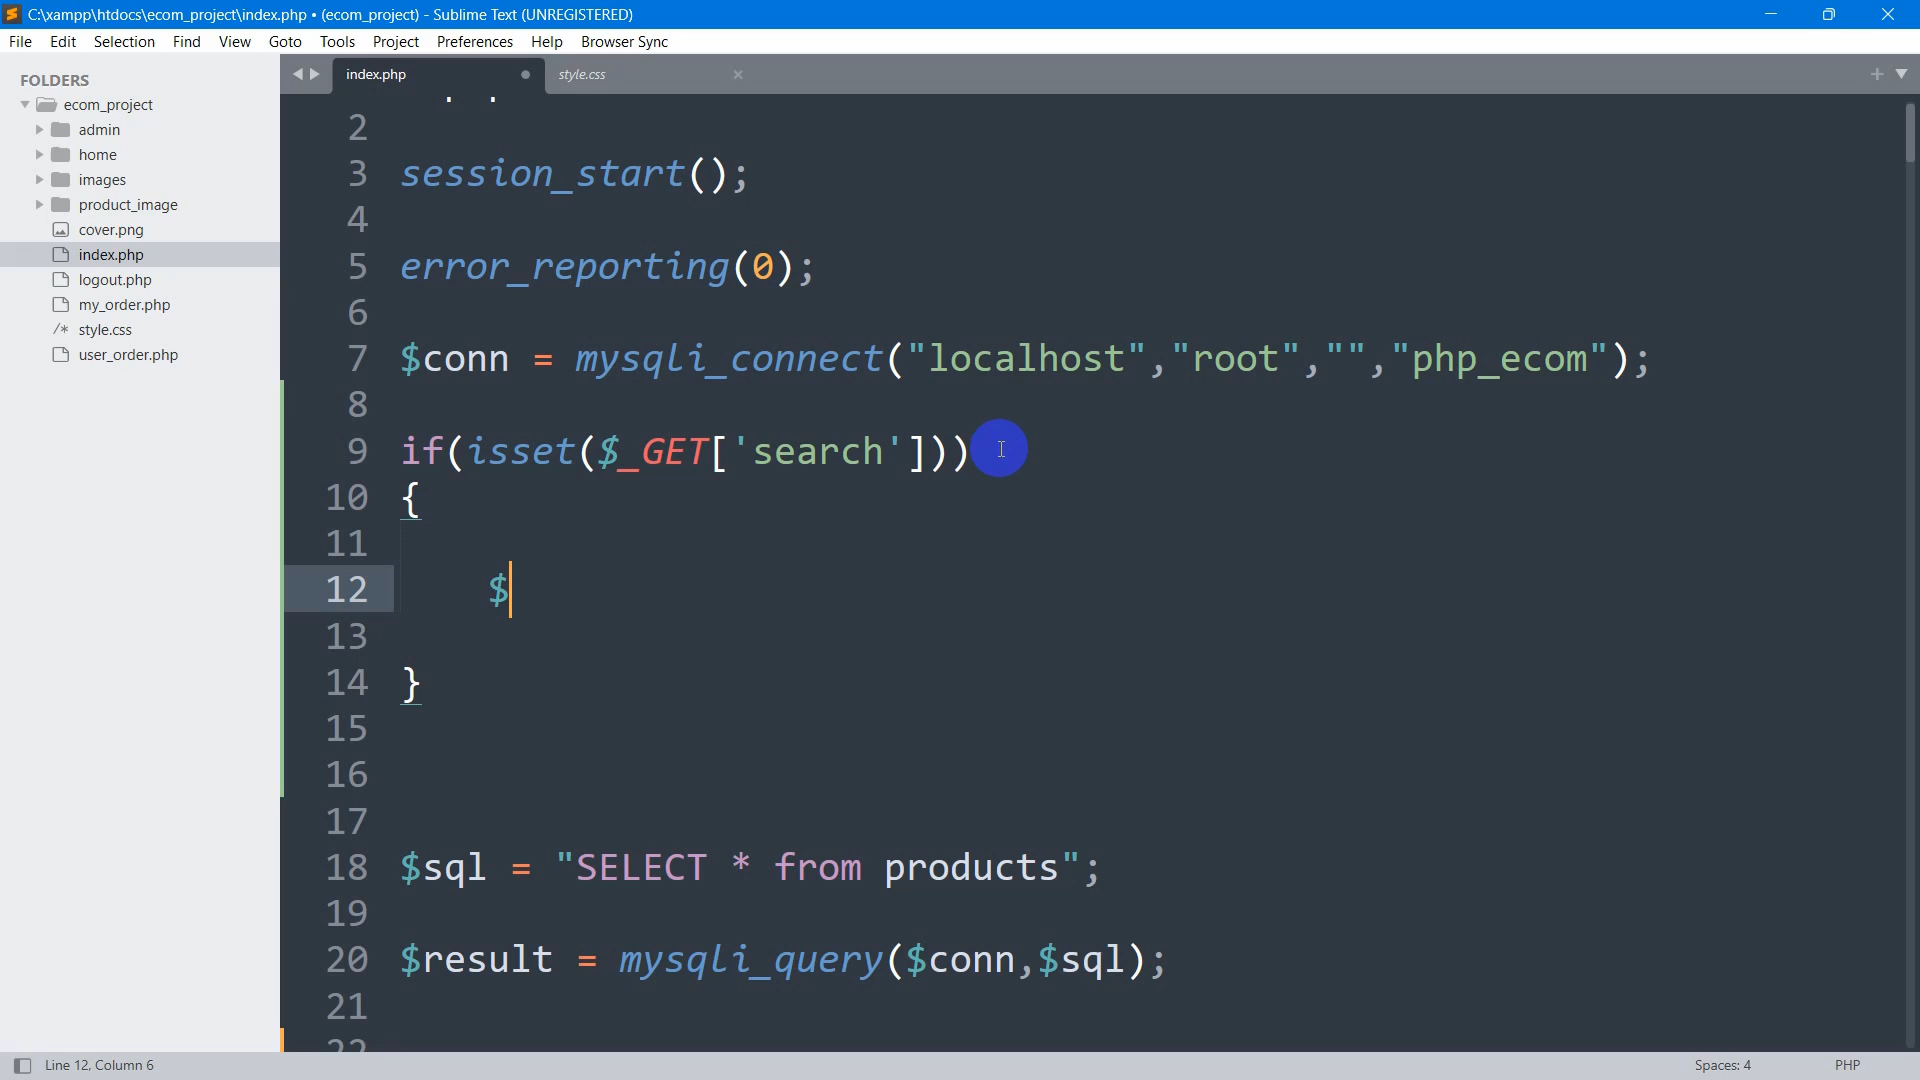 C:\xampp\htdocs\ecom_project\index.php • (ecom_project) - Sublime Text (UNREGISTERED)
File Edit Selection Find View Goto Tools Project Preferences Help Browser Sync
FOLDERS
ecom_project
admin
home
images
product_image
cover.png
index.php
logout.php
my_order.php
/* style.css
user_order.php
index.php style.css
2
3 session_start();
4
5 error_reporting(0);
6
7 $conn = mysqli_connect("localhost","root","","php_ecom");
8
9 if(isset($_GET['search']))
10 {
11
12 $
13
14 }
15
16
17
18 $sql = "SELECT * from products";
19
20 $result = mysqli_query($conn,$sql);
21
22
Line 12, Column 6 Spaces: 4 PHP